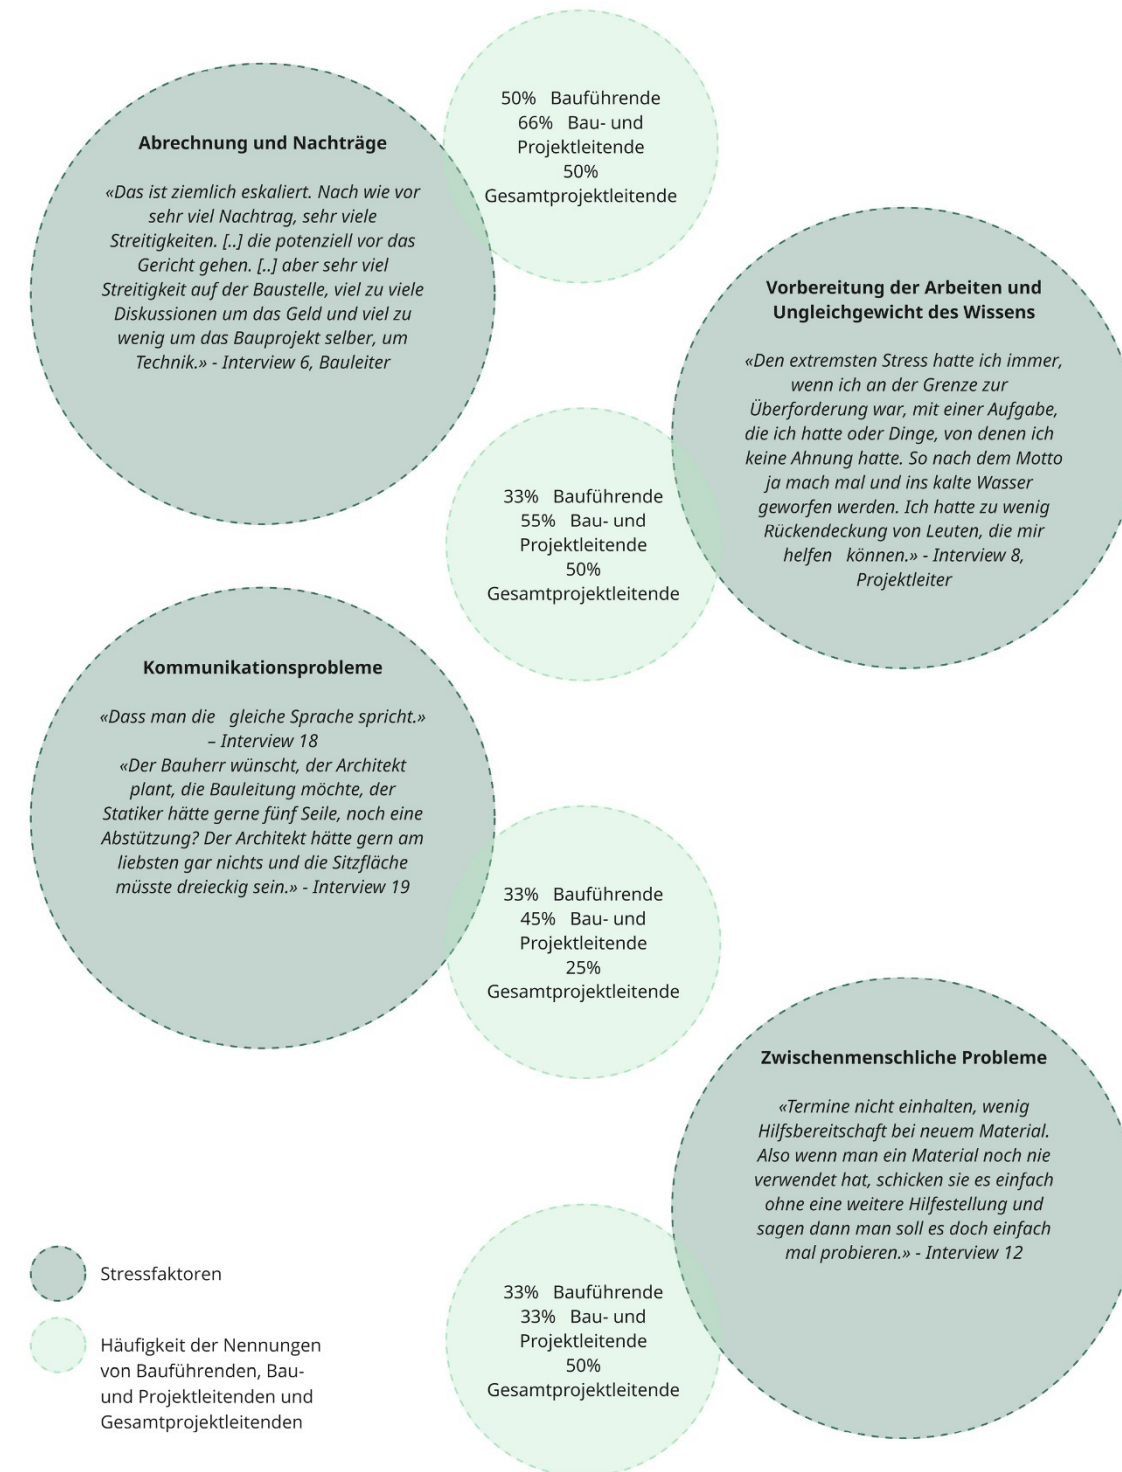 50% Bauführende
66% Bau- und
Projektleitende
50%
Gesamtprojektleitende
Abrechnung und Nachträge
«Das ist ziemlich eskaliert. Nach wie vor
sehr viel Nachtrag, sehr viele
Streitigkeiten. [..] die potenziell vor das
Gericht gehen. [..] aber sehr viel
Streitigkeit auf der Baustelle, viel zu viele
Diskussionen um das Geld und viel zu
wenig um das Bauprojekt selber, um
Technik.» - Interview 6, Bauleiter
Vorbereitung der Arbeiten und
Ungleichgewicht des Wissens
«Den extremsten Stress hatte ich immer,
wenn ich an der Grenze zur
Überforderung war, mit einer Aufgabe,
die ich hatte oder Dinge, von denen ich
keine Ahnung hatte. So nach dem Motto
ja mach mal und ins kalte Wasser
geworfen werden. Ich hatte zu wenig
Rückendeckung von Leuten, die mir
helfen können.» - Interview 8,
Projektleiter
33% Bauführende
55% Bau- und
Projektleitende
50%
Gesamtprojektleitende
Kommunikationsprobleme
«Dass man die gleiche Sprache spricht.»
– Interview 18
«Der Bauherr wünscht, der Architekt
plant, die Bauleitung möchte, der
Statiker hätte gerne fünf Seile, noch eine
Abstützung? Der Architekt hätte gern am
liebsten gar nichts und die Sitzfläche
müsste dreieckig sein.» - Interview 19
33% Bauführende
45% Bau- und
Projektleitende
25%
Gesamtprojektleitende
Zwischenmenschliche Probleme
«Termine nicht einhalten, wenig
Hilfsbereitschaft bei neuem Material.
Also wenn man ein Material noch nie
verwendet hat, schicken sie es einfach
ohne eine weitere Hilfestellung und
sagen dann man soll es doch einfach
mal probieren.» - Interview 12
33% Bauführende
33% Bau- und
Projektleitende
50%
Gesamtprojektleitende
Stressfaktoren
Häufigkeit der Nennungen
von Bauführenden, Bau-
und Projektleitenden und
Gesamtprojektleitenden